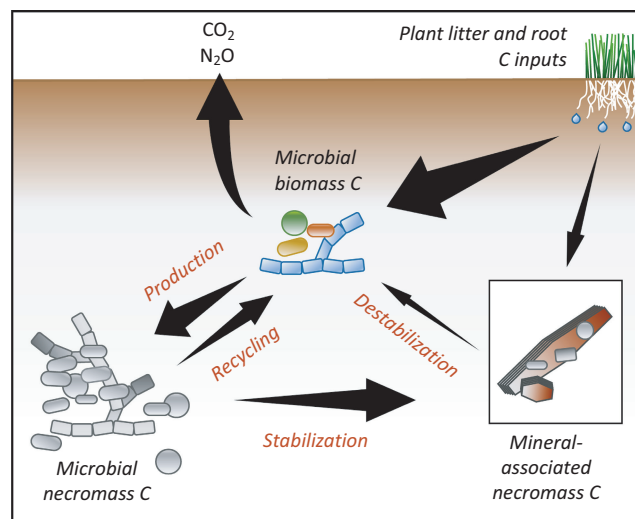 CO₂
N₂O
Plant litter and root
C inputs
Microbial
biomass C
Production
Recycling
Destabilization
Stabilization
Microbial
necromass C
Mineral-
associated
necromass C